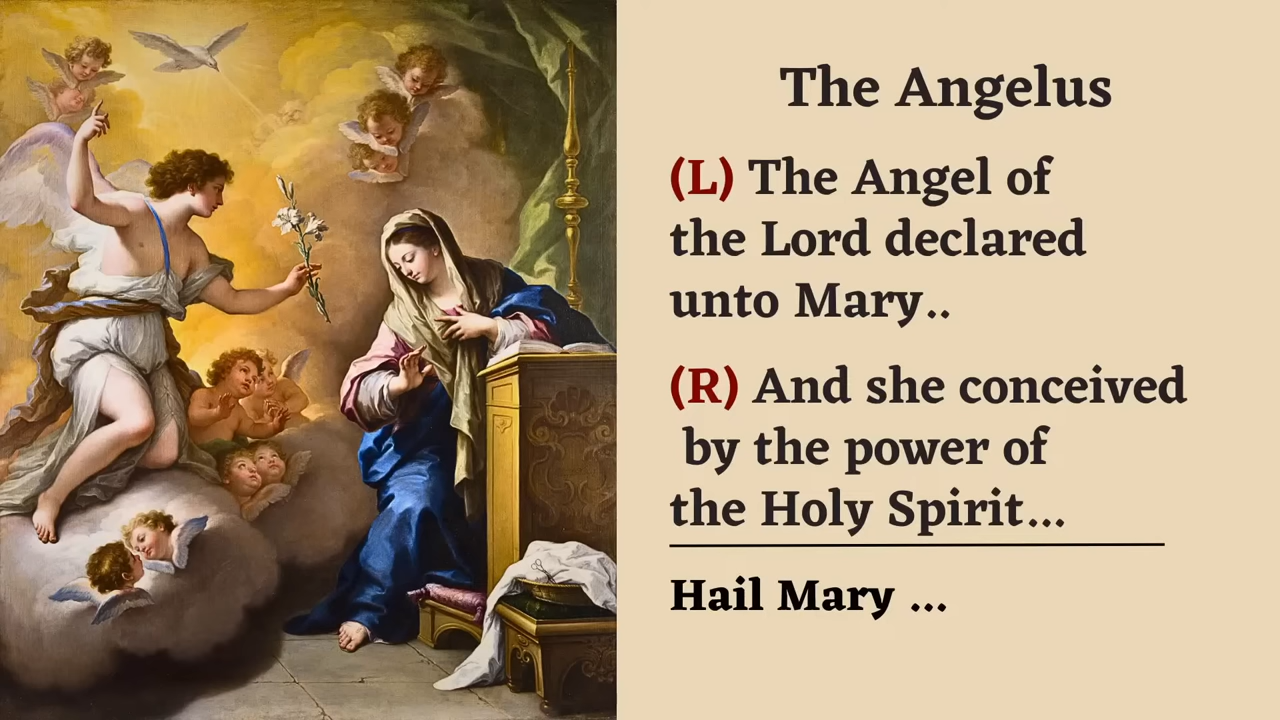 The Angelus
(L) The Angel of
the Lord declared
unto Mary..
(R) And she conceived
by the power of
the Holy Spirit...
Hail Mary ...